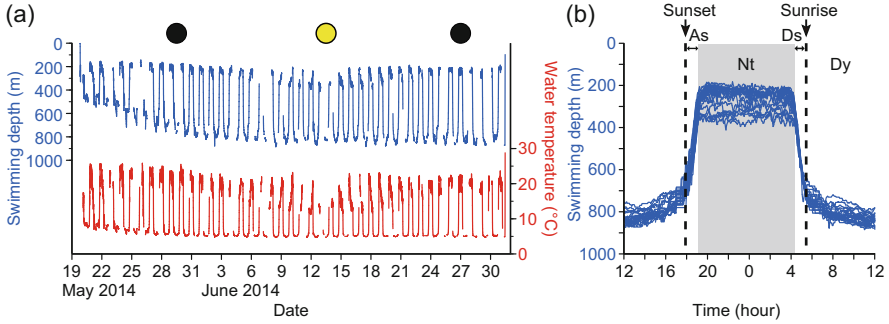 (a)
Swimming depth (m)
0
200
400
600
800
1000
Water temperature (°C)
30
20
10
0
19 22 25 28 31 3 6 9 12 15 18 21 24 27 30
May 2014 June 2014
Date
(b)
Sunset Sunrise
As Ds
Nt Dy
Swimming depth (m)
0
200
400
600
800
1000
12 16 20 0 4 8 12
Time (hour)